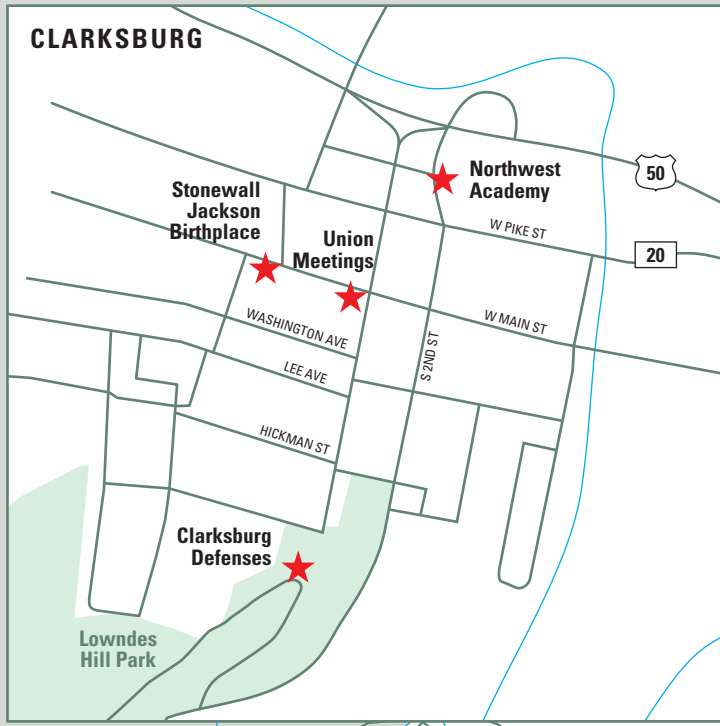 CLARKSBURG
50
Northwest
Academy
Stonewall
Jackson
Birthplace
W PIKE ST
Union
Meetings
20
WASHINGTON AVE
W MAIN ST
S 2ND ST
LEE AVE
HICKMAN ST
Clarksburg
Defenses
Lowndes
Hill Park